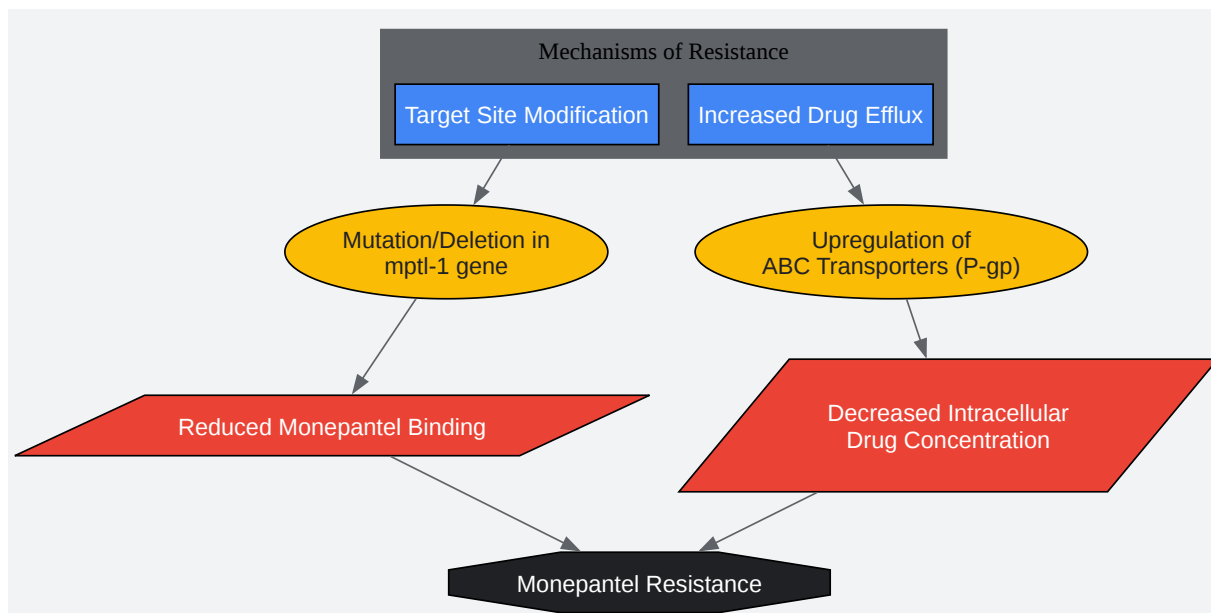 Mechanisms of Resistance
Target Site Modification
Increased Drug Efflux
Mutation/Deletion in
mptl-1 gene
Upregulation of
ABC Transporters (P-gp)
Reduced Monepantel Binding
Decreased Intracellular
Drug Concentration
Monepantel Resistance